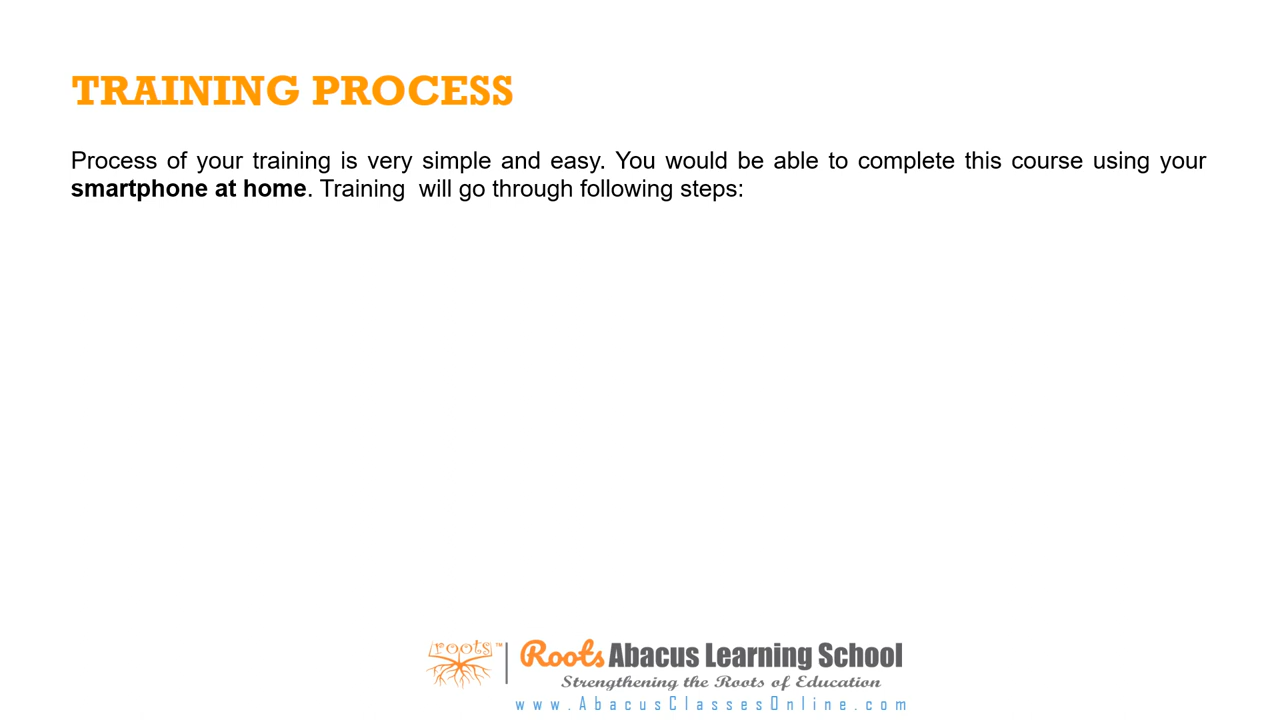 TRAINING PROCESS
Process of your training is very simple and easy. You would be able to complete this course using your
smartphone at home. Training  will go through following steps:
roots™ | Roots Abacus Learning School
Strengthening the Roots of Education
www.AbacusClassesOnline.com